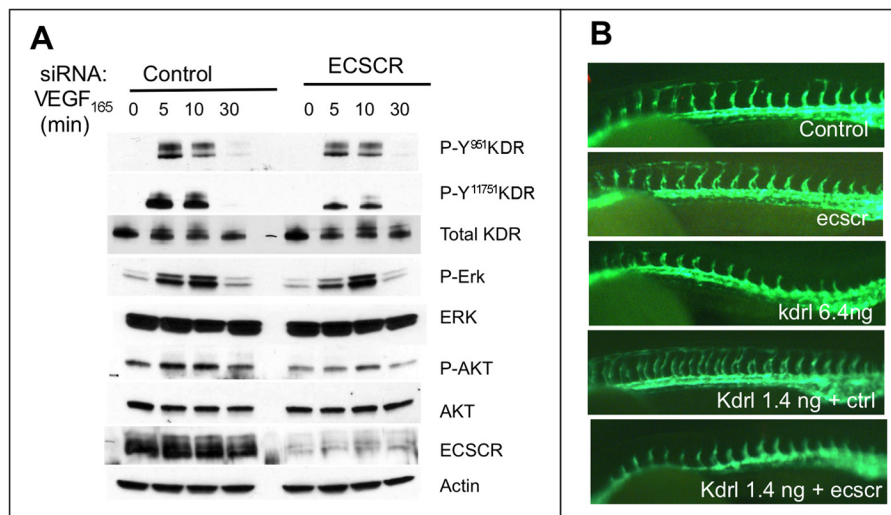 A
siRNA: Control ECSCR
VEGF165 0 5 10 30 0 5 10 30
(min)
P-Y951KDR
P-Y11751KDR
Total KDR
P-Erk
ERK
P-AKT
AKT
ECSCR
Actin
B
Control
ecscr
kdrl 6.4ng
Kdrl 1.4 ng + ctrl
Kdrl 1.4 ng + ecscr